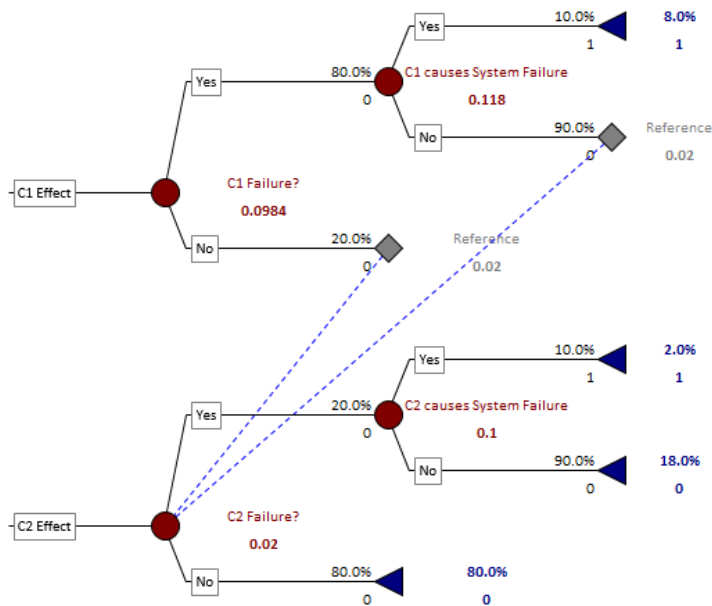 Yes 10.0% 8.0%
1 1
Yes 80.0% C1 causes System Failure
0 0.118
No 90.0% Reference
0 0.02
C1 Effect C1 Failure?
0.0984
No 20.0% Reference
0 0.02
Yes 10.0% 2.0%
1 1
Yes 20.0% C2 causes System Failure
0 0.1
No 90.0% 18.0%
0 0
C2 Effect C2 Failure?
0.02
No 80.0% 80.0%
0 0